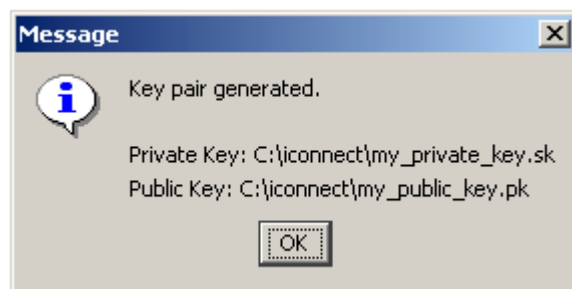 Message
Key pair generated.
Private Key: C:\iconnect\my_private_key.sk
Public Key: C:\iconnect\my_public_key.pk
OK